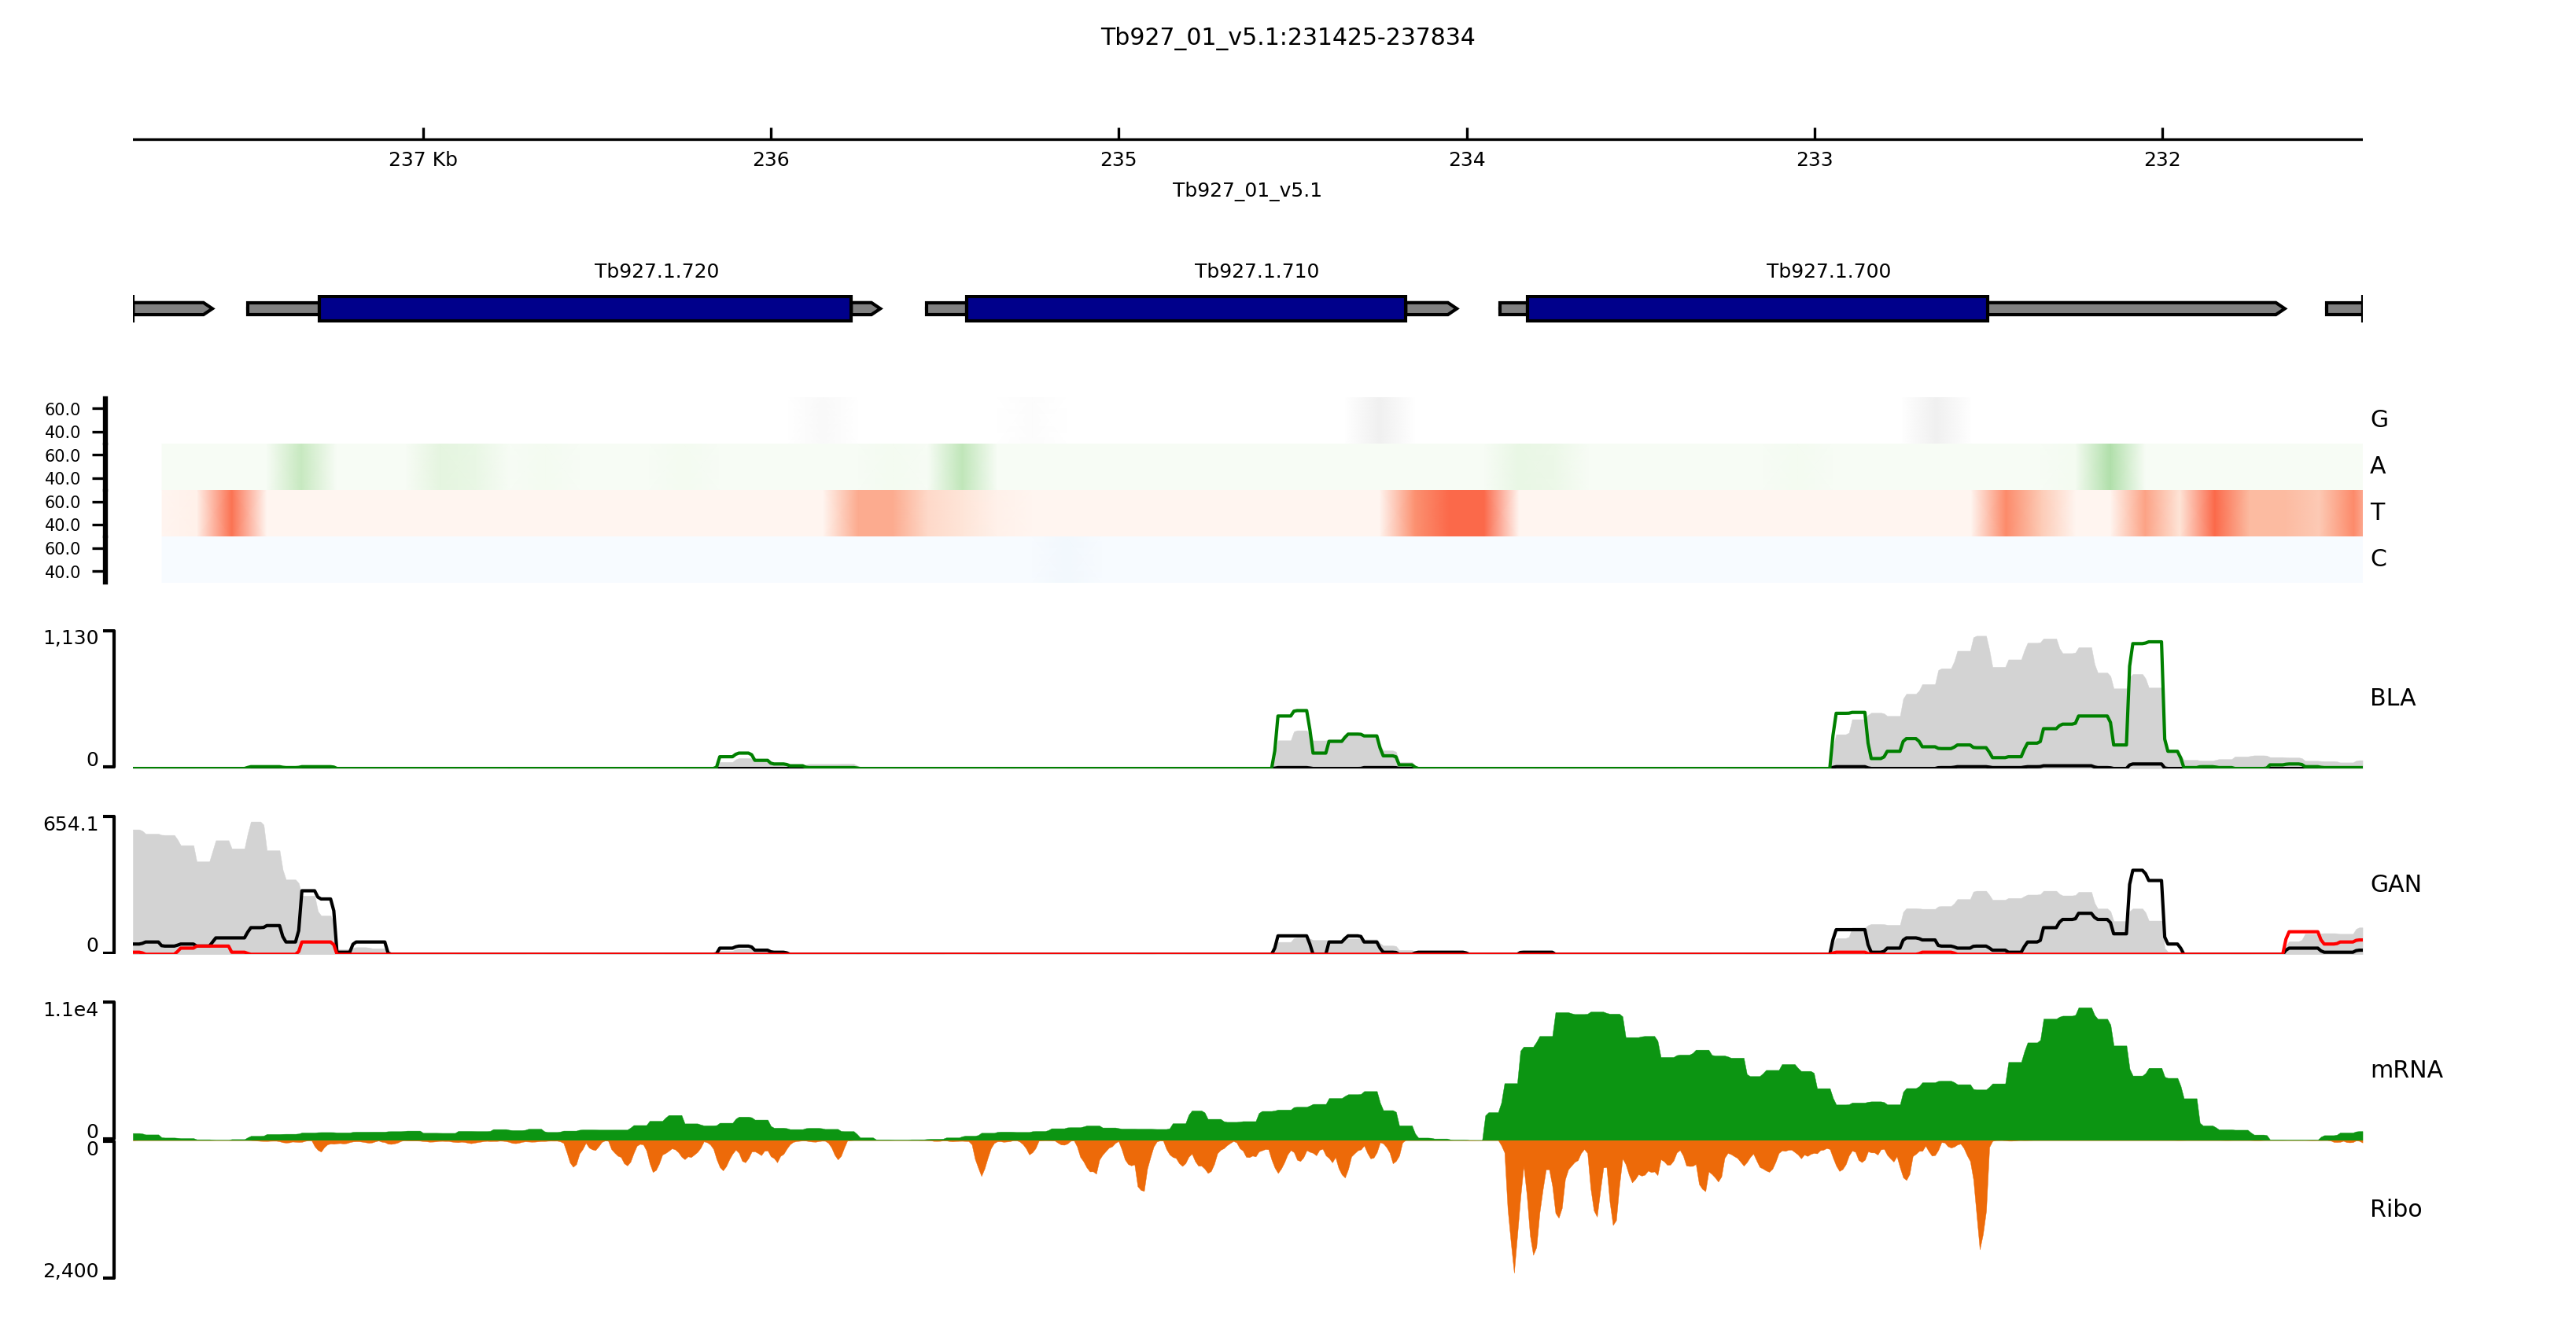 Tb927_01_v5.1:231425-237834
237 Kb 236 235 234 233 232
Tb927_01_v5.1
Tb927.1.720 Tb927.1.710 Tb927.1.700
60.0
40.0
G
60.0
40.0
A
60.0
40.0
T
60.0
40.0
C
1,130
0
BLA
654.1
0
GAN
1.1e4
0
mRNA
0
2,400
Ribo